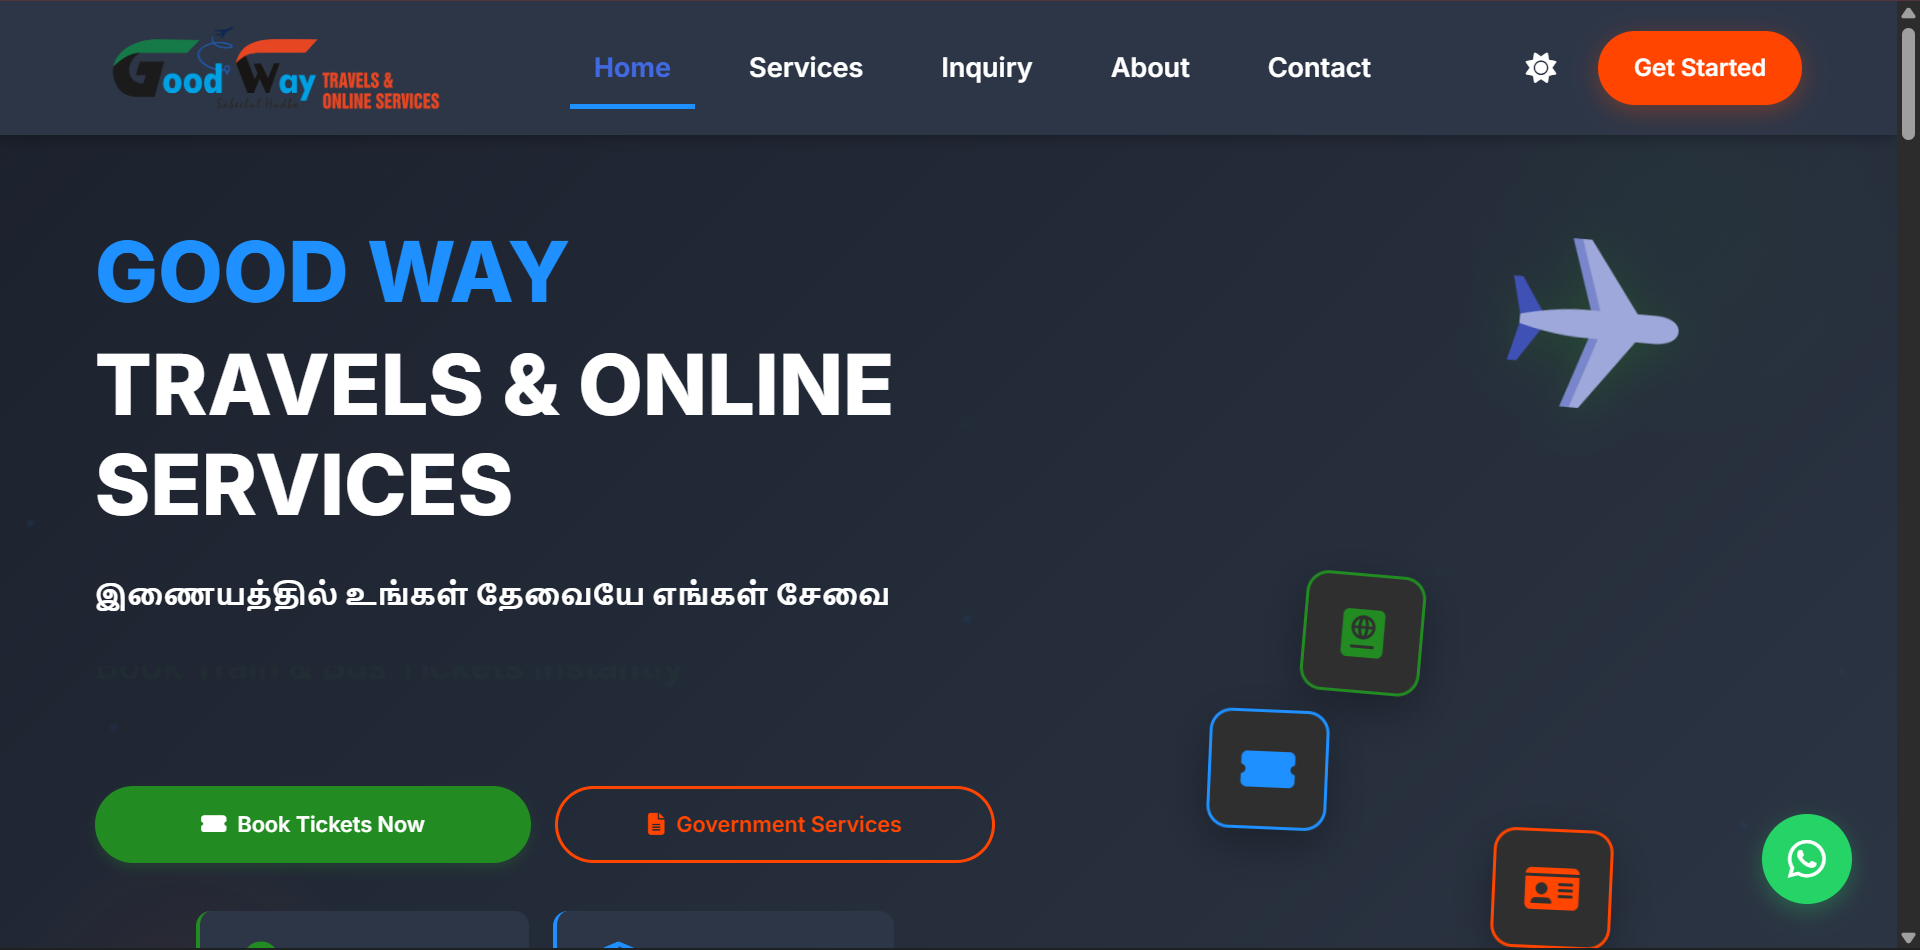 Good Way TRAVELS &
ONLINE SERVICES
Home
Services
Inquiry
About
Contact
Get Started
GOOD WAY
TRAVELS & ONLINE
SERVICES
இணையத்தில் உங்கள் தேவையே எங்கள் சேவை
Book Train & Bus Tickets Instantly
Book Tickets Now
Government Services